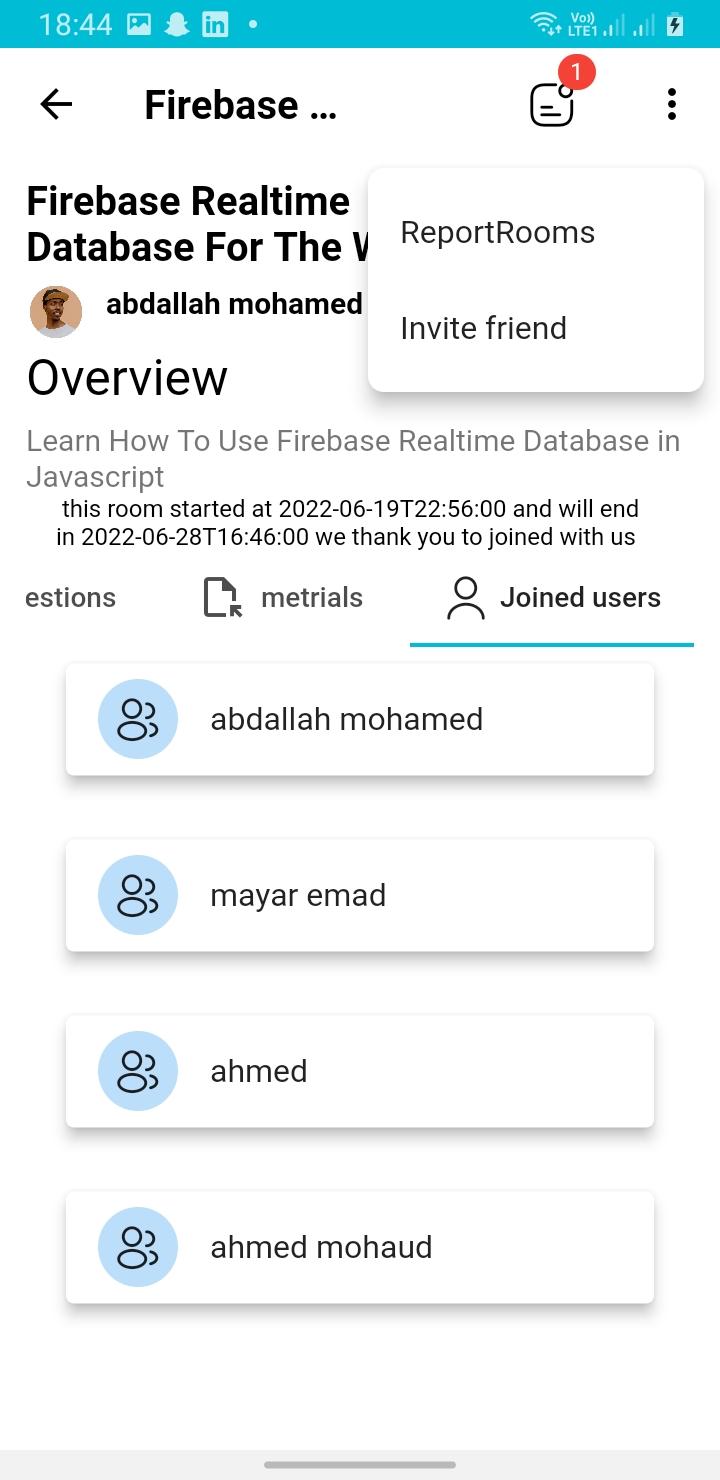 18:44
Vo))
LTE1
Firebase ...
1
Firebase Realtime
Database For The
ReportRooms
abdallah mohamed
Invite friend
Overview
Learn How To Use Firebase Realtime Database in
Javascript
this room started at 2022-06-19T22:56:00 and will end
in 2022-06-28T16:46:00 we thank you to joined with us
estions
metrials
Joined users
abdallah mohamed
mayar emad
ahmed
ahmed mohaud